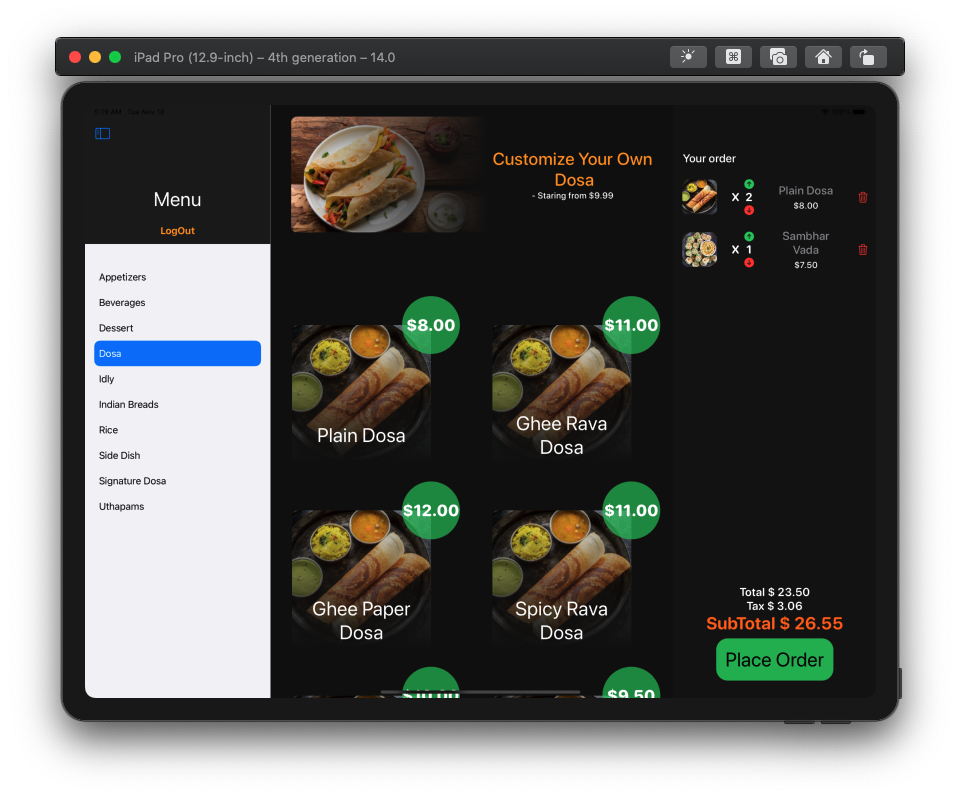 iPad Pro (12.9-inch) – 4th generation – 14.0
Menu
LogOut
Appetizers
Beverages
Dessert
Dosa
Idly
Indian Breads
Rice
Side Dish
Signature Dosa
Uthapams
Customize Your Own
Dosa
- Staring from $9.99
$8.00
Plain Dosa
$11.00
Ghee Rava
Dosa
$12.00
Ghee Paper
Dosa
$11.00
Spicy Rava
Dosa
$10.00
$9.50
Your order
X 2
Plain Dosa
$8.00
X 1
Sambhar
Vada
$7.50
Total $ 23.50
Tax $ 3.06
SubTotal $ 26.55
Place Order